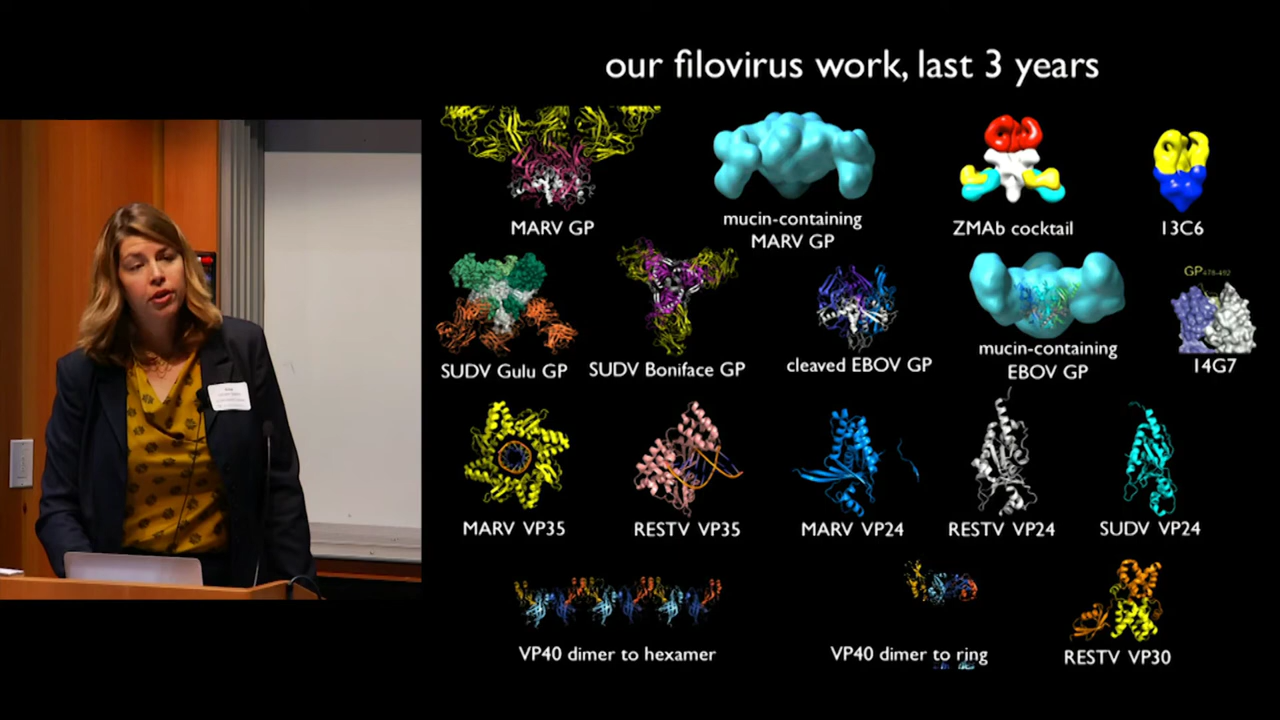 our filovirus work, last 3 years
MARV GP
mucin-containing
MARV GP
ZMAb cocktail
13C6
SUDV Gulu GP
SUDV Boniface GP
cleaved EBOV GP
mucin-containing
EBOV GP
GP478-492
14G7
MARV VP35
RESTV VP35
MARV VP24
RESTV VP24
SUDV VP24
VP40 dimer to hexamer
VP40 dimer to ring
RESTV VP30